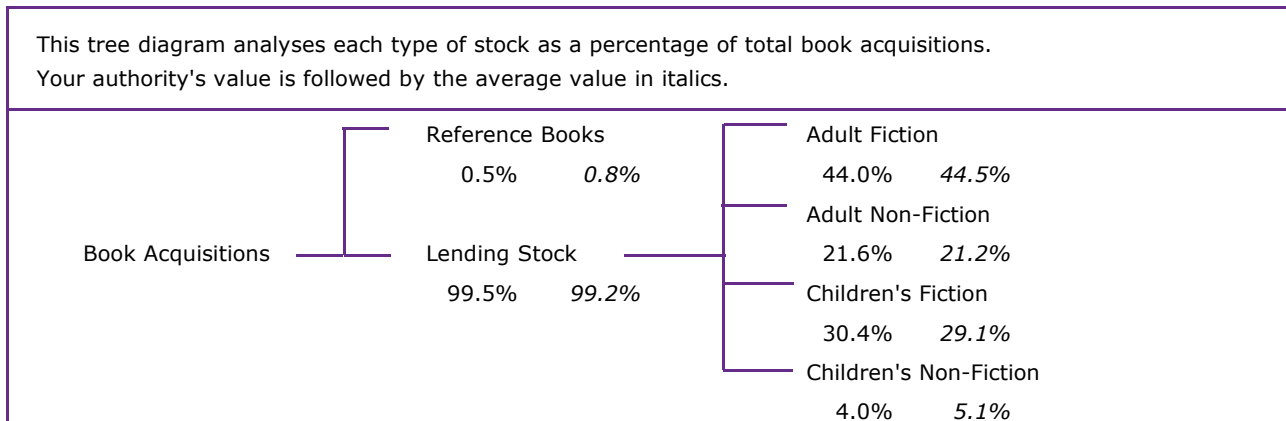 This tree diagram analyses each type of stock as a percentage of total book acquisitions.
Your authority's value is followed by the average value in italics.
Reference Books
0.5% 0.8%
Book Acquisitions
Lending Stock
99.5% 99.2%
Adult Fiction
44.0% 44.5%
Adult Non-Fiction
21.6% 21.2%
Children's Fiction
30.4% 29.1%
Children's Non-Fiction
4.0% 5.1%